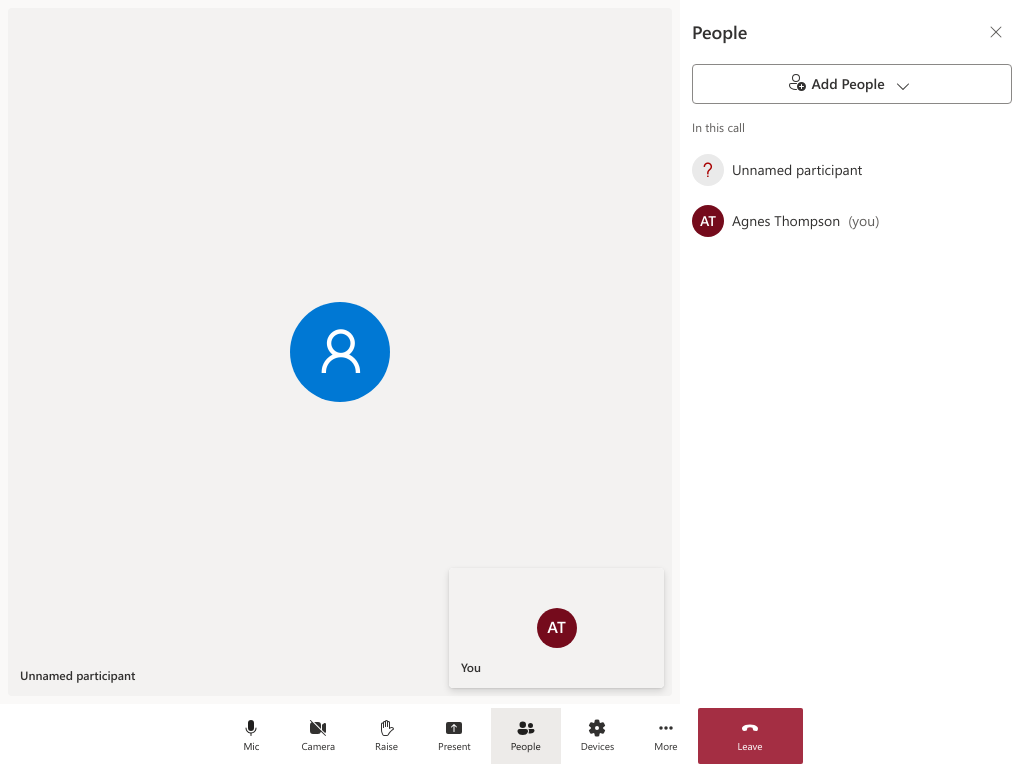 People
Add People
In this call
? Unnamed participant
AT Agnes Thompson (you)
AT
You
Unnamed participant
Mic Camera Raise Present People Devices More Leave